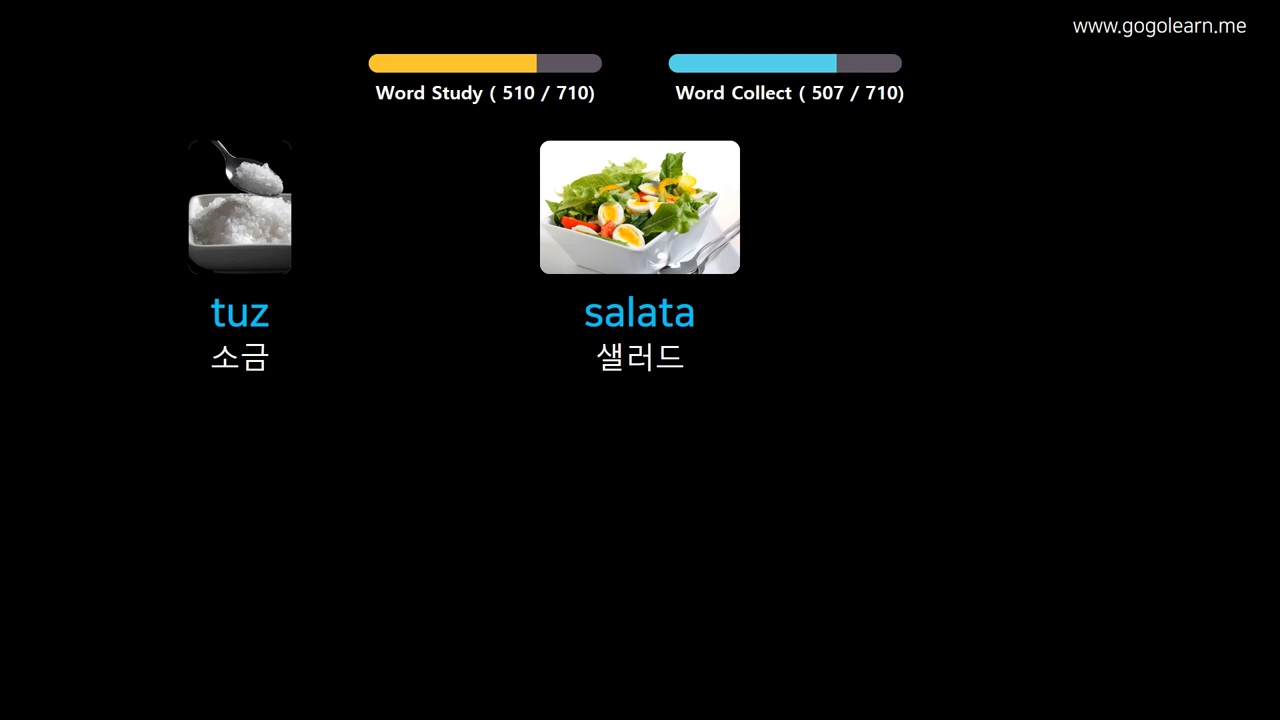 www.gogolearn.me
Word Study ( 510 / 710)
Word Collect ( 507 / 710)
tuz
소금
salata
샐러드